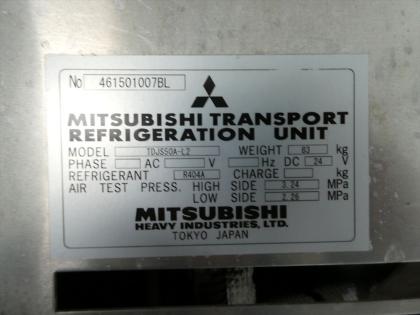 No 461501007BL
MITSUBISHI TRANSPORT
REFRIGERATION UNIT
MODEL TDJS50A-L2 WEIGHT 63 kg
PHASE AC V Hz DC 24 V
REFRIGERANT R404A CHARGE kg
AIR TEST PRESS. HIGH SIDE 3.24 MPa
LOW SIDE 2.26 MPa
MITSUBISHI
HEAVY INDUSTRIES, LTD.
TOKYO JAPAN